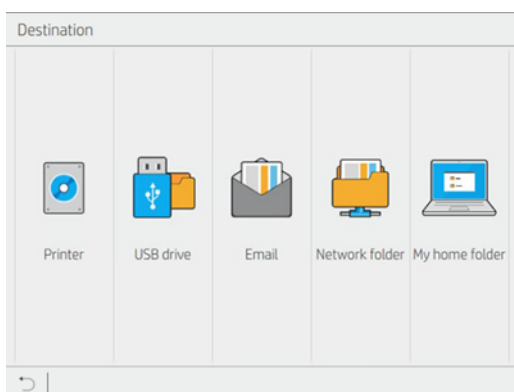 Destination
Printer
USB drive
Email
Network folder
My home folder